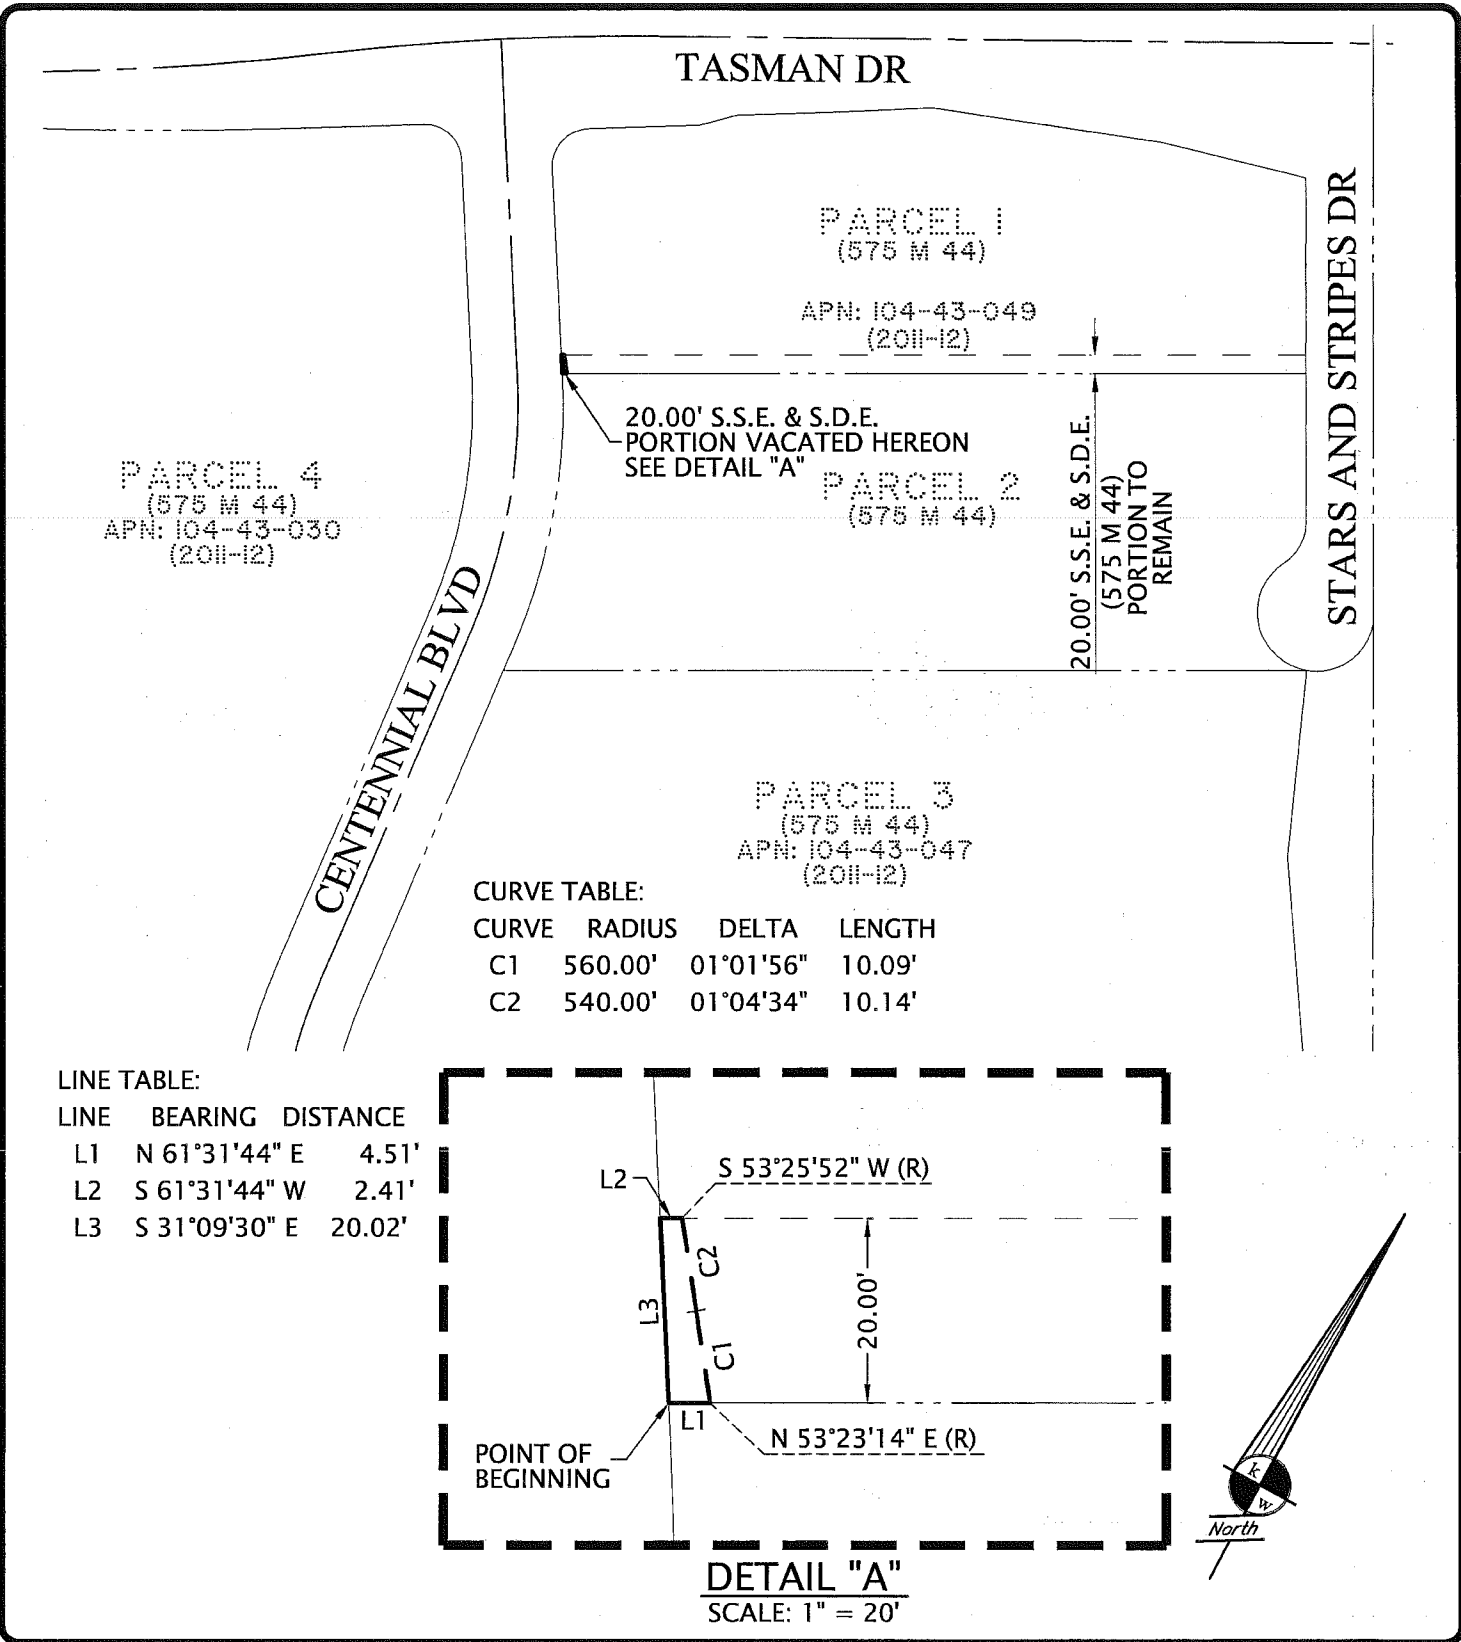 TASMAN DR
PARCEL 1
(575 M 44)
APN: 104-43-049
(2011-12)
STARS AND STRIPES DR
20.00' S.S.E. & S.D.E.
PORTION VACATED HEREON
SEE DETAIL "A"
20.00' S.S.E. & S.D.E.
(575 M 44)
PORTION TO
REMAIN
PARCEL 4
(575 M 44)
APN: 104-43-030
(2011-12)
PARCEL 2
(575 M 44)
CENTENNIAL BLVD
PARCEL 3
(575 M 44)
APN: 104-43-047
(2011-12)
CURVE TABLE:
CURVE RADIUS DELTA LENGTH
C1 560.00' 01°01'56" 10.09'
C2 540.00' 01°04'34" 10.14'
LINE TABLE:
LINE BEARING DISTANCE
L1 N 61°31'44" E 4.51'
L2 S 61°31'44" W 2.41'
L3 S 31°09'30" E 20.02'
L2
S 53°25'52" W (R)
C2
L3
20.00'
C1
L1
N 53°23'14" E (R)
POINT OF
BEGINNING
k
w
North
DETAIL "A"
SCALE: 1" = 20'